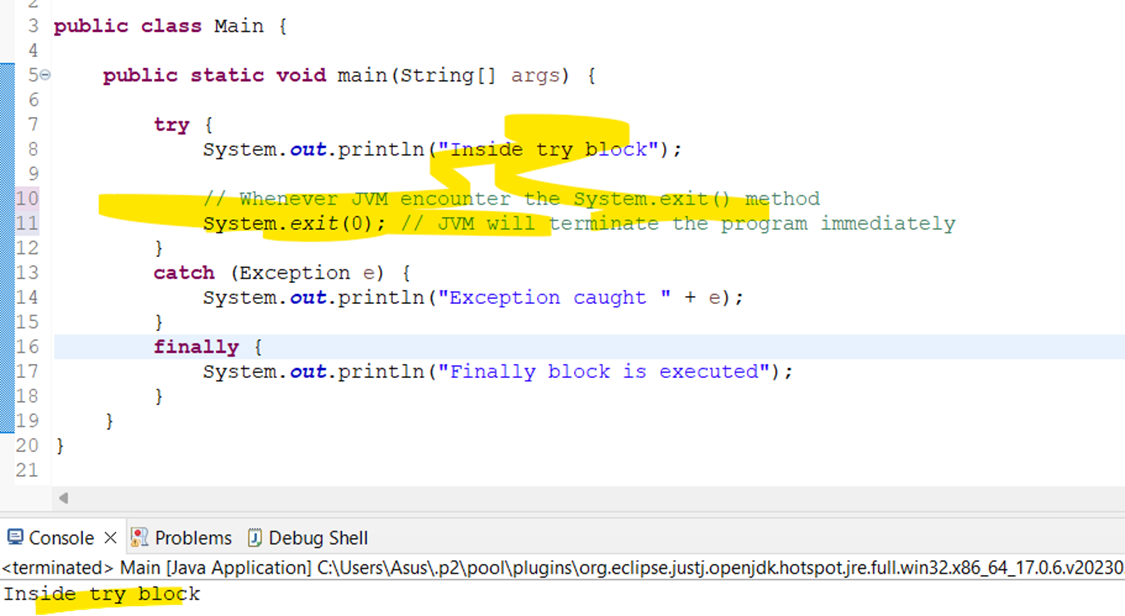 2
3 public class Main {
4
5 public static void main(String[] args) {
6
7 try {
8 System.out.println("Inside try block");
9
10 // Whenever JVM encounter the System.exit() method
11 System.exit(0); // JVM will terminate the program immediately
12 }
13 catch (Exception e) {
14 System.out.println("Exception caught " + e);
15 }
16 finally {
17 System.out.println("Finally block is executed");
18 }
19 }
20 }
21
Console Problems Debug Shell
<terminated> Main [Java Application] C:\Users\Asus\.p2\pool\plugins\org.eclipse.justj.openjdk.hotspot.jre.full.win32.x86_64_17.0.6.v20230
Inside try block